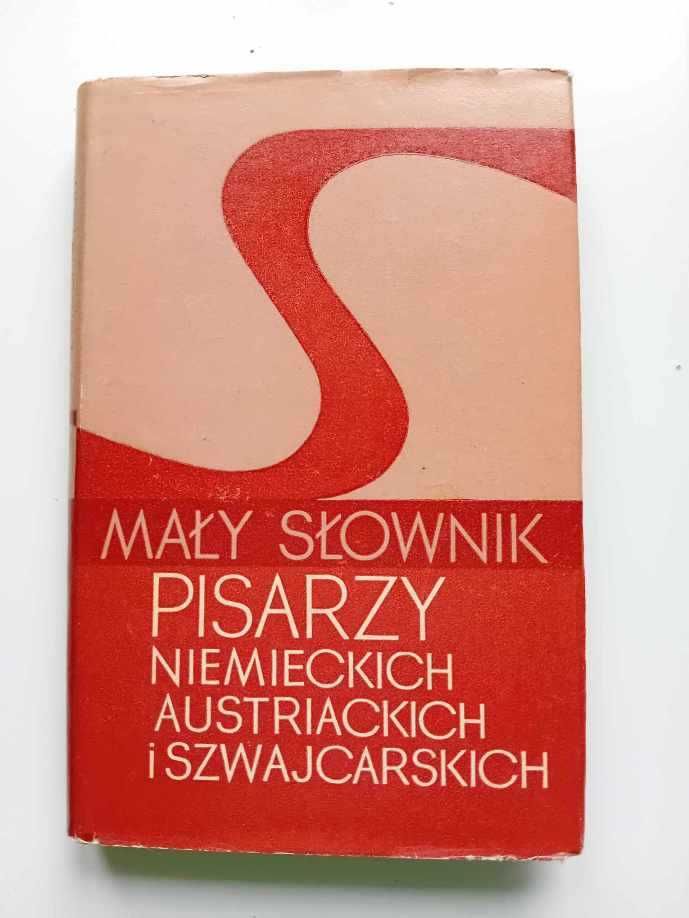 MAŁY SŁOWNIK
PISARZY
NIEMIECKICH
AUSTRIACKICH
i SZWAJCARSKICH